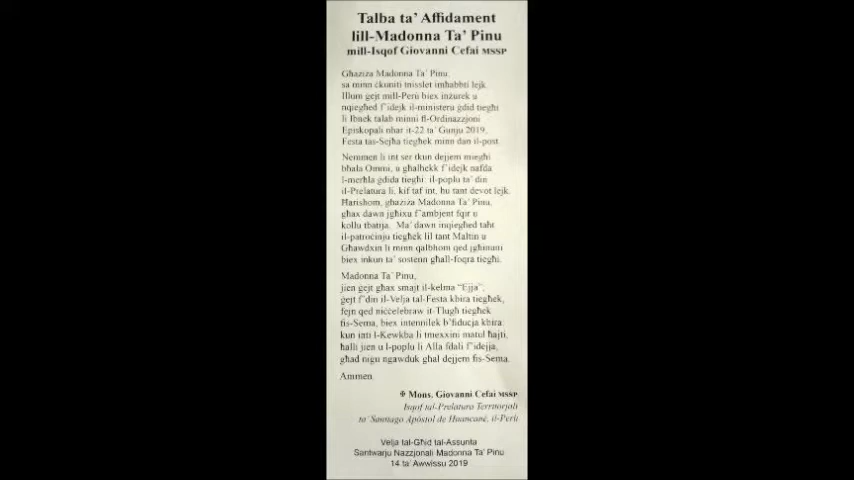 Talba ta' Affidament
lill-Madonna Ta' Pinu
mill-Isqof Giovanni Cefai MSSP
Għażiża Madonna Ta' Pinu,
sa minn ċkuniti misslet imħabbti lejk.
Illum ġejt mill-Perù biex inżurek u
nqiegħed f'idejk il-ministeru ġdid tiegħi
li Ibnek talab minni fl-Ordinazzjoni
Episkopali nhar it-22 ta' Ġunju 2019,
Festa tas-Sejħa tiegħek minn dan il-post.
Nemmen li int ser tkun dejjem miegħi
bħala Ommi, u għalhekk f'idejk nafda
l-merħla ġdida tiegħi: il-poplu ta' din
il-Prelatura li, kif taf int, hu tant devot lejk.
Ħarishom, għażiża Madonna Ta' Pinu,
għax dawn jgħixu f'ambjent fqir u
kollu tbatija. Ma' dawn inqiegħed taħt
il-patroċinju tiegħek lil tant Maltin u
Għawdxin li minn qalbhom qed jgħinuni
biex inkun ta' sostenn għall-foqra tiegħi.
Madonna Ta' Pinu,
jien ġejt għax smajt il-kelma "Ejja",
ġejt f'din il-Velja tal-Festa kbira tiegħek,
fejn qed niċċelebraw it-Tlugħ tiegħek
fis-Sema, biex intennilek b'fiduċja kbira:
kun inti l-Kewkba li tmexxini matul ħajti,
ħalli jien u l-poplu li Alla fdali f'idejja,
għad niġu ngawduk għal dejjem fis-Sema.
Ammen.
✠ Mons. Giovanni Cefai MSSP
Isqof tal-Prelatura Territorjali
ta' Santiago Apóstol de Huancané, il-Perù
Velja tal-Għid tal-Assunta
Santwarju Nazzjonali Madonna Ta' Pinu
14 ta' Awwissu 2019